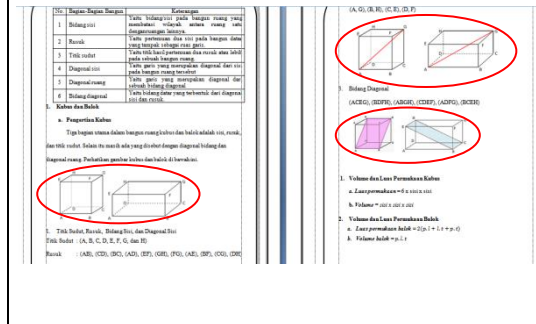 No. Bagian-Bagian Bangun Keterangan
1 Bidang sisi Yaitu bidang/sisi pada bangun ruang yang
membatasi wilayah antara ruang satu
dengan ruangan lainnya.
2 Rusuk Yaitu pertemuan dua sisi pada bangun datar
yang tampak sebagai ruas garis.
3 Titik sudut Yaitu titik hasil pertemuan dua rusuk atau lebih
pada sebuah bangun ruang.
4 Diagonal sisi Yaitu garis yang merupakan diagonal dari sisi
pada bangun ruang tersebut
5 Diagonal ruang Yaitu garis yang merupakan diagonal dari
sebuah bidang diagonal
6 Bidang diagonal Yaitu bidang datar yang terbentuk dari diagonal
sisi dan rusuk.
1. Kubus dan Balok
a. Pengertian Kubus
Tiga bagian utama dalam bangun ruang kubus dan balok adalah sisi, rusuk,
dan titik sudut. Selain itu masih ada yang disebut dengan diagonal bidang dan
diagonal ruang. Perhatikan gambar kubus dan balok di bawah ini.
1. Titik Sudut, Rusuk, Bidang Sisi, dan Diagonal Sisi
Titik Sudut : (A, B, C, D, E, F, G, dan H)
Rusuk : (AB), (CD), (BC), (AD), (EF), (GH), (FG), (AE), (BF), (CG), (DH)
(A, G), (B, H), (C, E), (D, F)
3. Bidang Diagonal
(ACEG), (BDFH), (ABGH), (CDEF), (ADFG), (BCEH)
1. Volume dan Luas Permukaan Kubus
a. Luas permukaan = 6 x sisi x sisi
b. Volume = sisi x sisi x sisi
2. Volume dan Luas Permukaan Balok
a. Luas permukaan balok = 2(p.l + l.t + p.t)
b. Volume balok = p.l.t